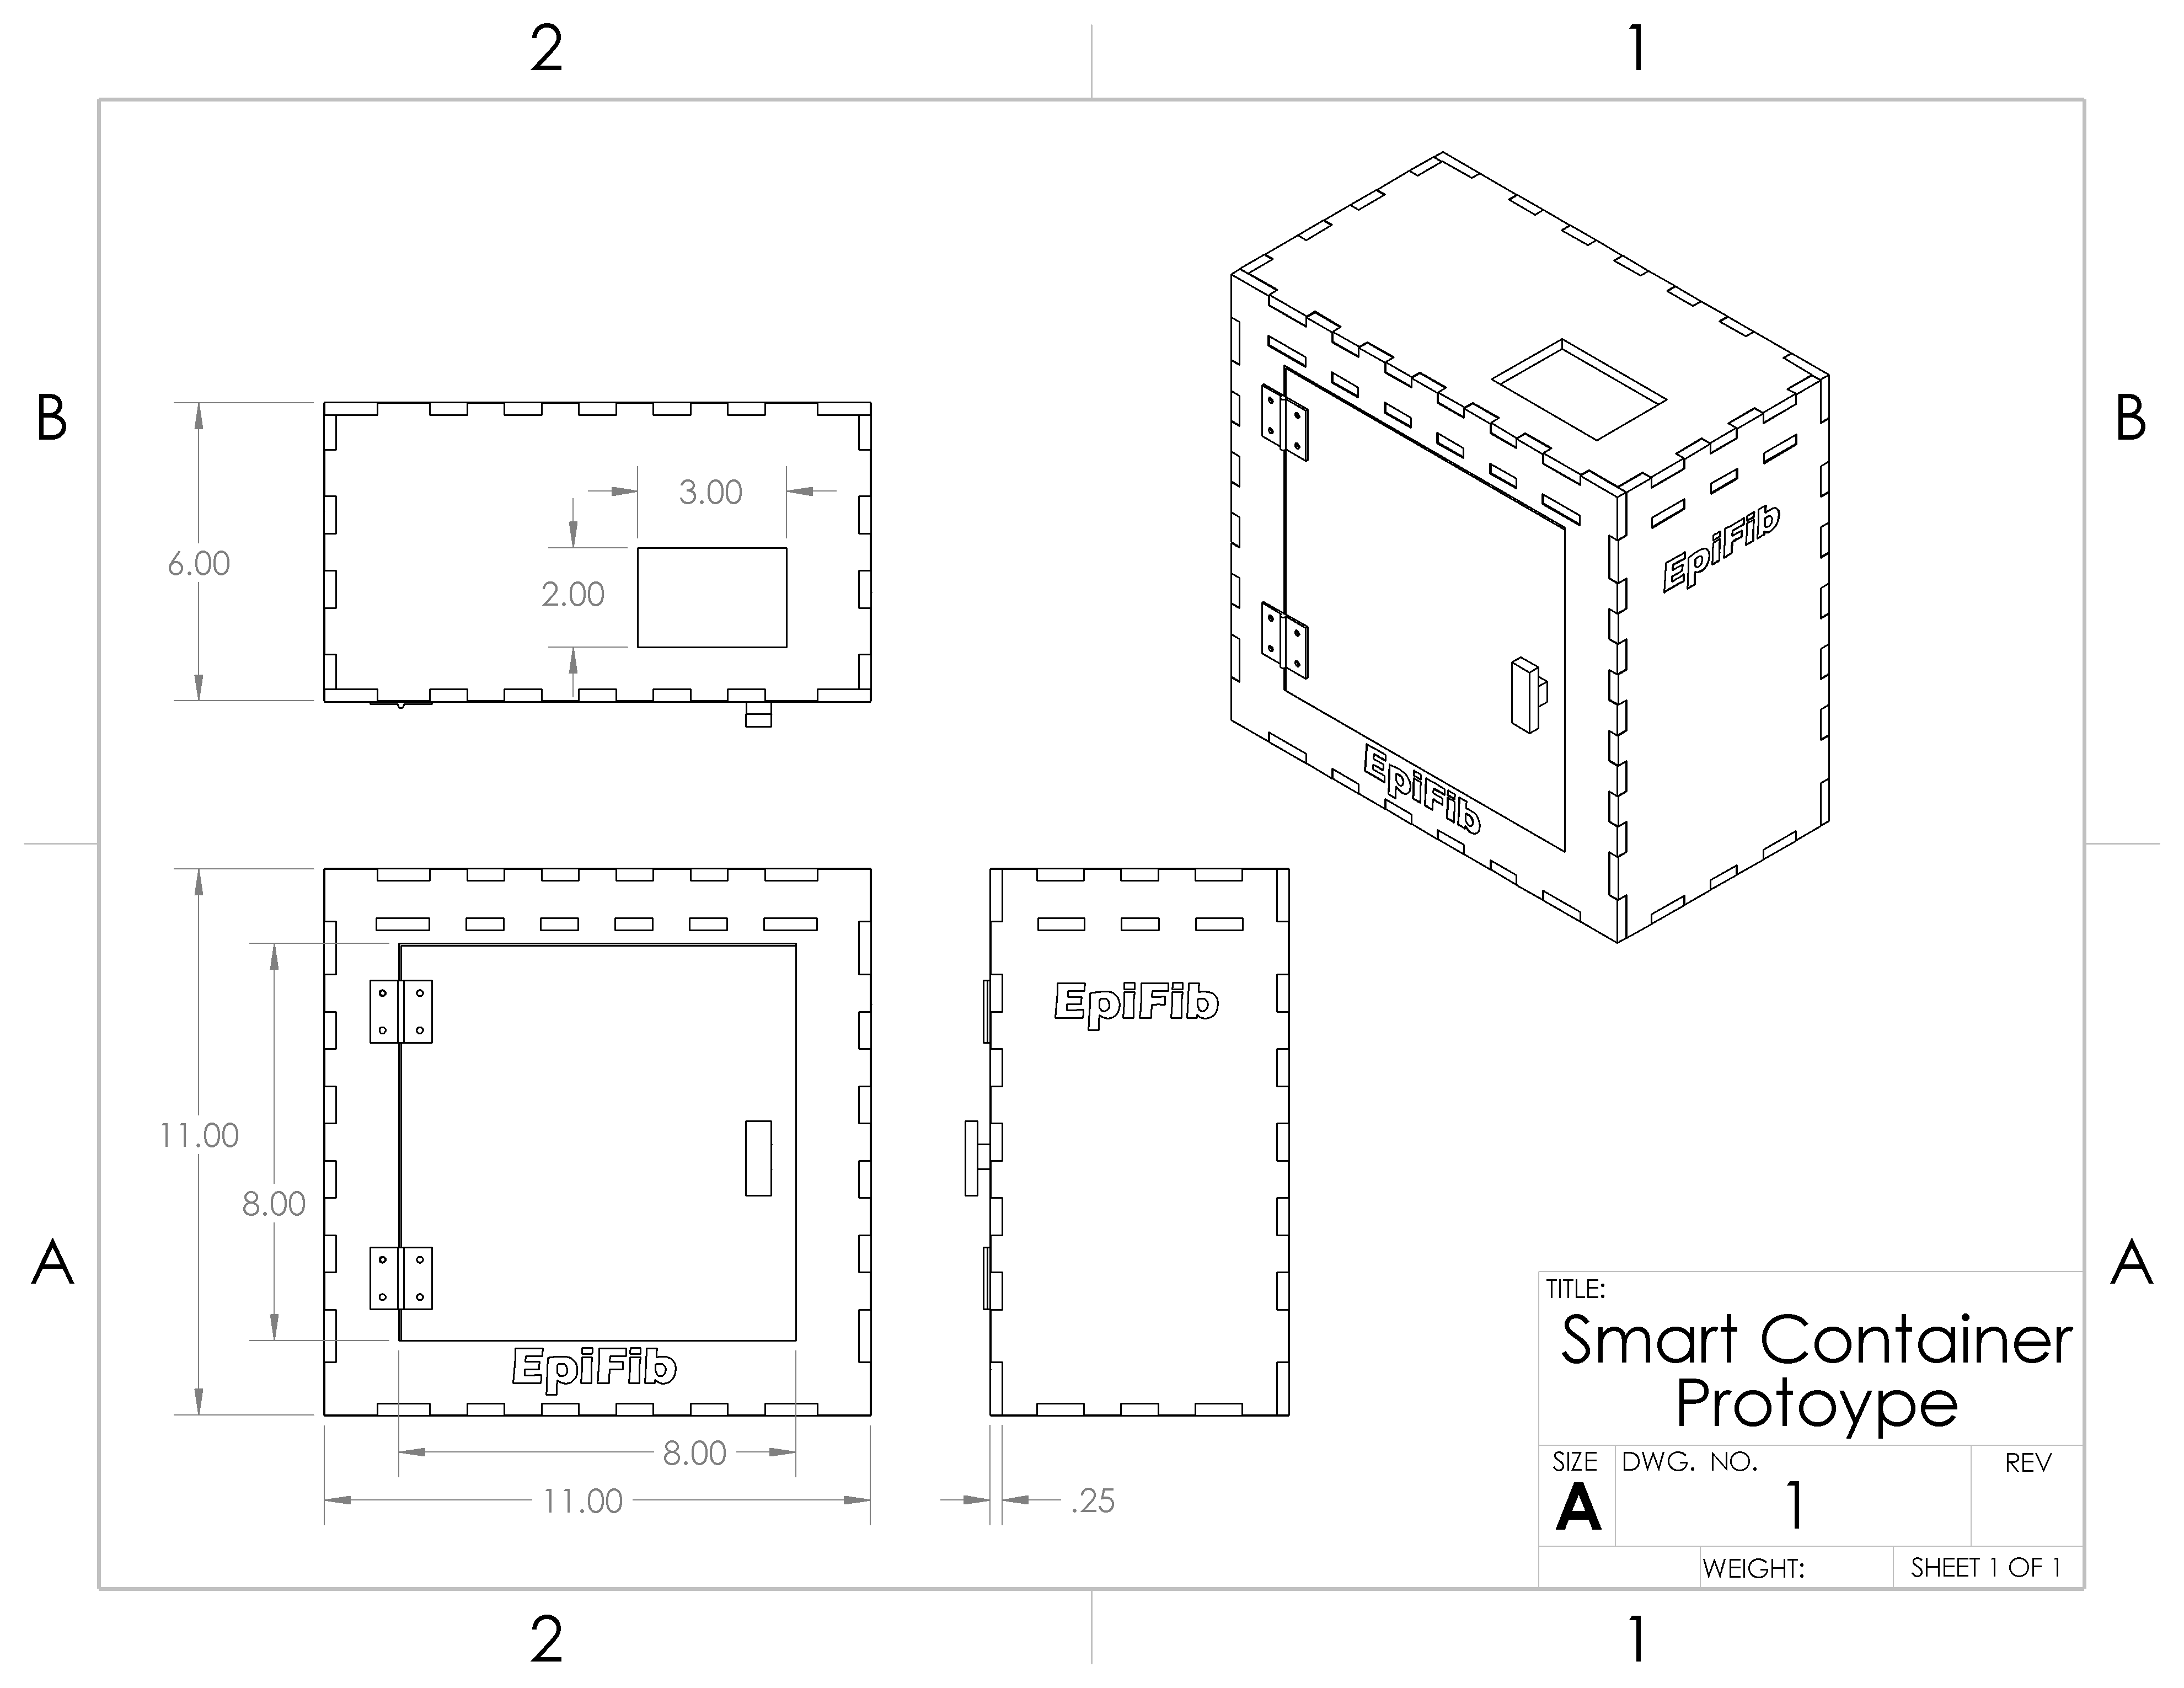 2
1
B
B
3.00
6.00
2.00
EpiFib
EpiFib
EpiFib
11.00
8.00
A
A
EpiFib
8.00
11.00
.25
TITLE:
Smart Container
Protoype
SIZE
DWG. NO.
REV
A
1
WEIGHT:
SHEET 1 OF 1
2
1